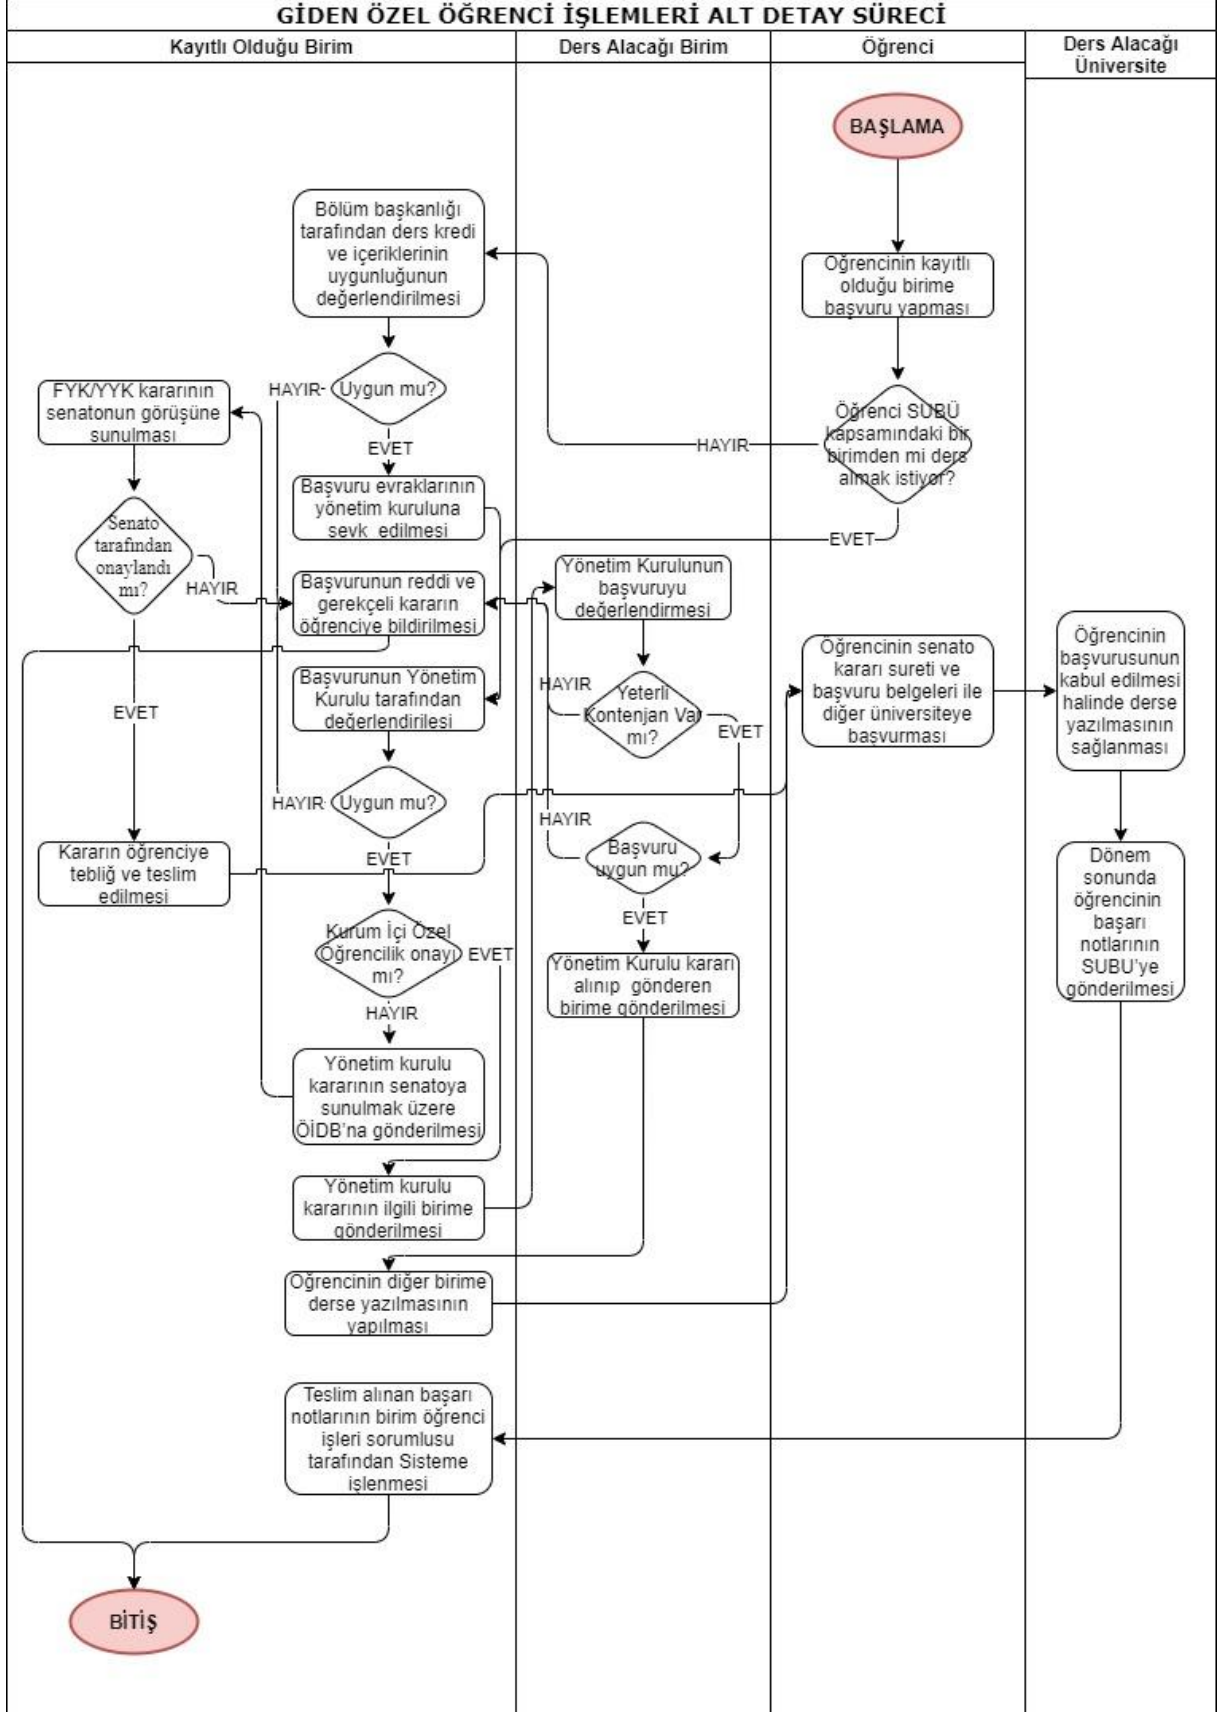 GİDEN ÖZEL ÖĞRENCİ İŞLEMLERİ ALT DETAY SÜRECİ
Kayıtlı Olduğu Birim
Ders Alacağı Birim
Öğrenci
Ders Alacağı
Üniversite
BAŞLAMA
Öğrencinin kayıtlı
olduğu birime
başvuru yapması
Öğrenci SUBÜ
kapsamındaki bir
birimden mi ders
almak istiyor?
HAYIR
EVET
Bölüm başkanlığı
tarafından ders kredi
ve içeriklerinin
uygunluğunun
değerlendirilmesi
Uygun mu?
HAYIR
EVET
Başvuru evraklarının
yönetim kuruluna
sevk edilmesi
FYK/YYK kararının
senatonun görüşüne
sunulması
Senato
tarafından
onaylandı
mı?
HAYIR
EVET
Başvurunun reddi ve
gerekçeli kararın
öğrenciye bildirilmesi
Başvurunun Yönetim
Kurulu tarafından
değerlendirilesi
Uygun mu?
HAYIR
EVET
Kararın öğrenciye
tebliğ ve teslim
edilmesi
Kurum İçi Özel
Öğrencilik onayı
mı?
EVET
HAYIR
Yönetim kurulu
kararının senatoya
sunulmak üzere
ÖİDB'na gönderilmesi
Yönetim kurulu
kararının ilgili birime
gönderilmesi
Yönetim Kurulunun
başvuruyu
değerlendirmesi
Yeterli
Kontenjan Var
mı?
HAYIR
EVET
Başvuru
uygun mu?
HAYIR
EVET
Yönetim Kurulu kararı
alınıp gönderen
birime gönderilmesi
Öğrencinin diğer birime
derse yazılmasının
yapılması
Öğrencinin senato
kararı sureti ve
başvuru belgeleri ile
diğer üniversiteye
başvurması
Öğrencinin
başvurusunun
kabul edilmesi
halinde derse
yazılmasının
sağlanması
Dönem
sonunda
öğrencinin
başarı
notlarının
SUBU'ye
gönderilmesi
Teslim alınan başarı
notlarının birim öğrenci
işleri sorumlusu
tarafından Sisteme
işlenmesi
BİTİŞ